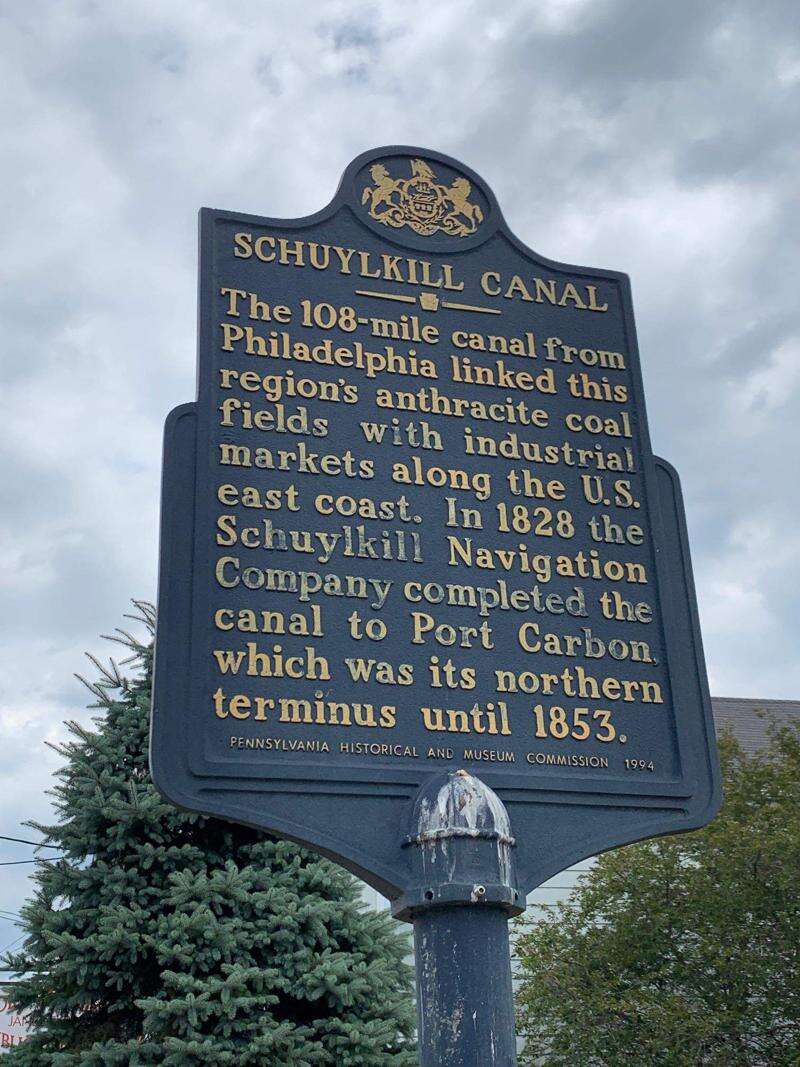 SCHUYLKILL CANAL
The 108-mile canal from
Philadelphia linked this
region's anthracite coal
fields with industrial
markets along the U.S.
east coast. In 1828 the
Schuylkill Navigation
Company completed the
canal to Port Carbon,
which was its northern
terminus until 1853.
PENNSYLVANIA HISTORICAL AND MUSEUM COMMISSION 1994